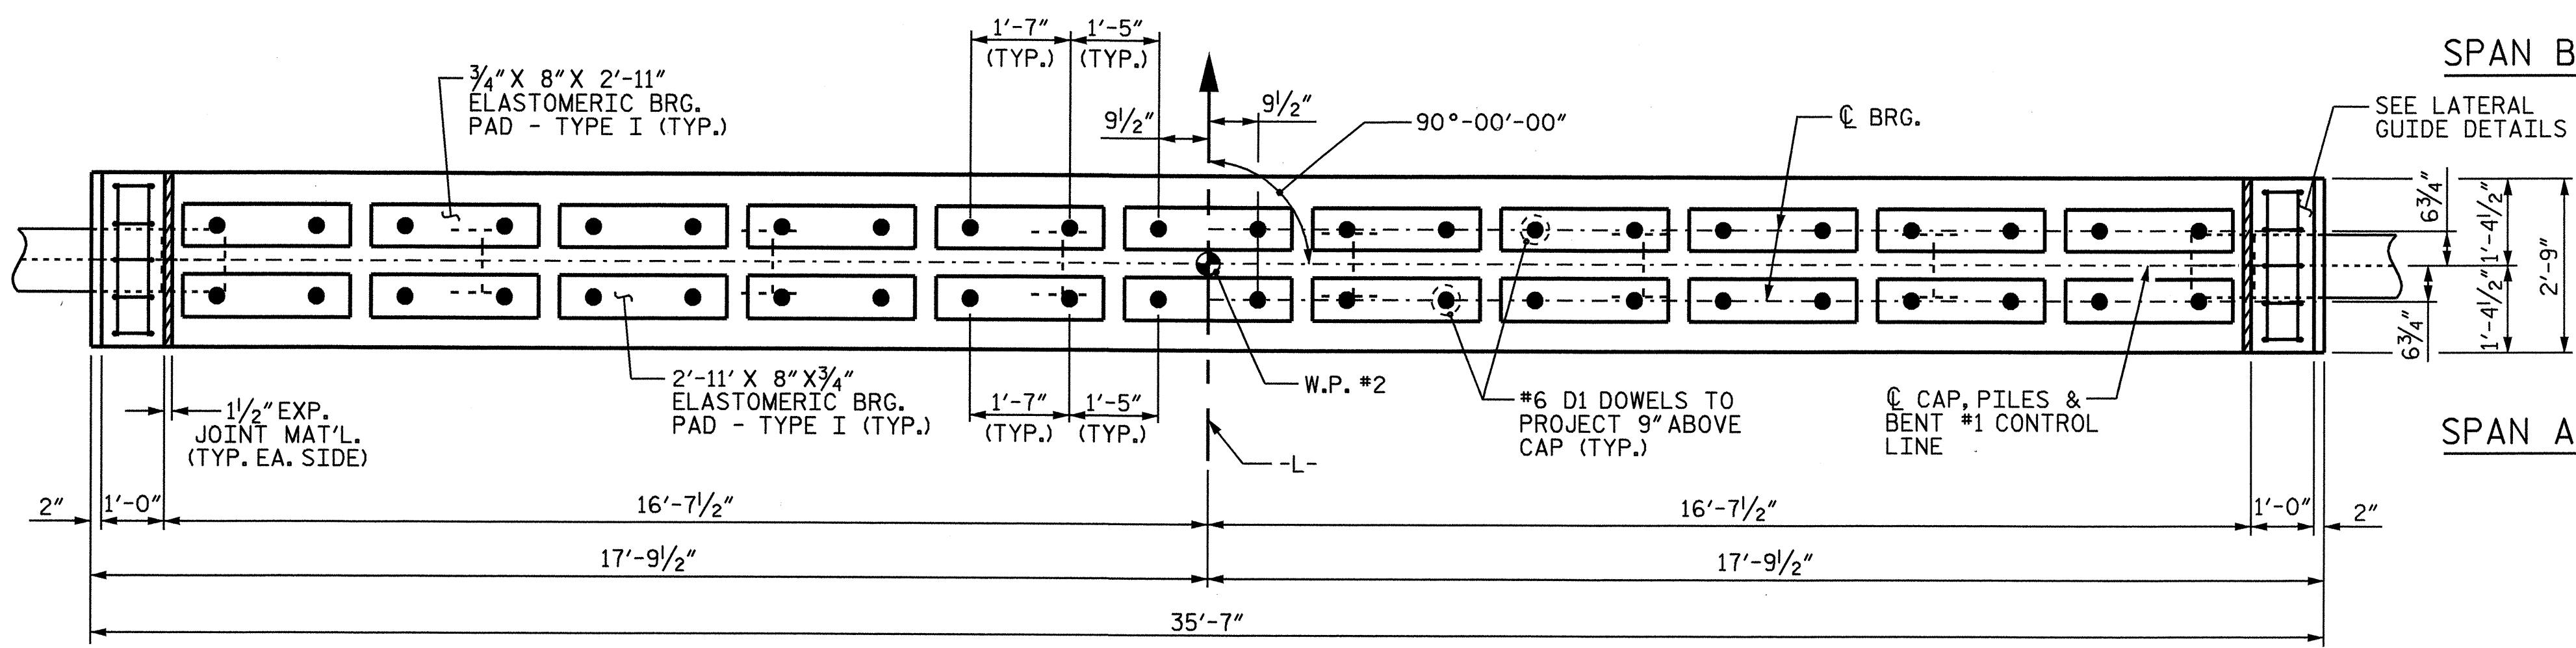 1'-7"
(TYP.)
1'-5"
(TYP.)
SPAN B
3/4" X 8" X 2'-11"
ELASTOMERIC BRG.
PAD - TYPE I (TYP.)
9 1/2"
9 1/2"
90°-00'-00"
℄ BRG.
SEE LATERAL
GUIDE DETAILS
6 3/4"
1'-4 1/2"
2'-9"
6 3/4"
1'-4 1/2"
1 1/2" EXP.
JOINT MAT'L.
(TYP. EA. SIDE)
2'-11' X 8" X 3/4"
ELASTOMERIC BRG.
PAD - TYPE I (TYP.)
1'-7"
(TYP.)
1'-5"
(TYP.)
W.P. #2
-L-
#6 D1 DOWELS TO
PROJECT 9" ABOVE
CAP (TYP.)
℄ CAP, PILES &
BENT #1 CONTROL
LINE
SPAN A
2"
1'-0"
16'-7 1/2"
16'-7 1/2"
1'-0"
2"
17'-9 1/2"
17'-9 1/2"
35'-7"